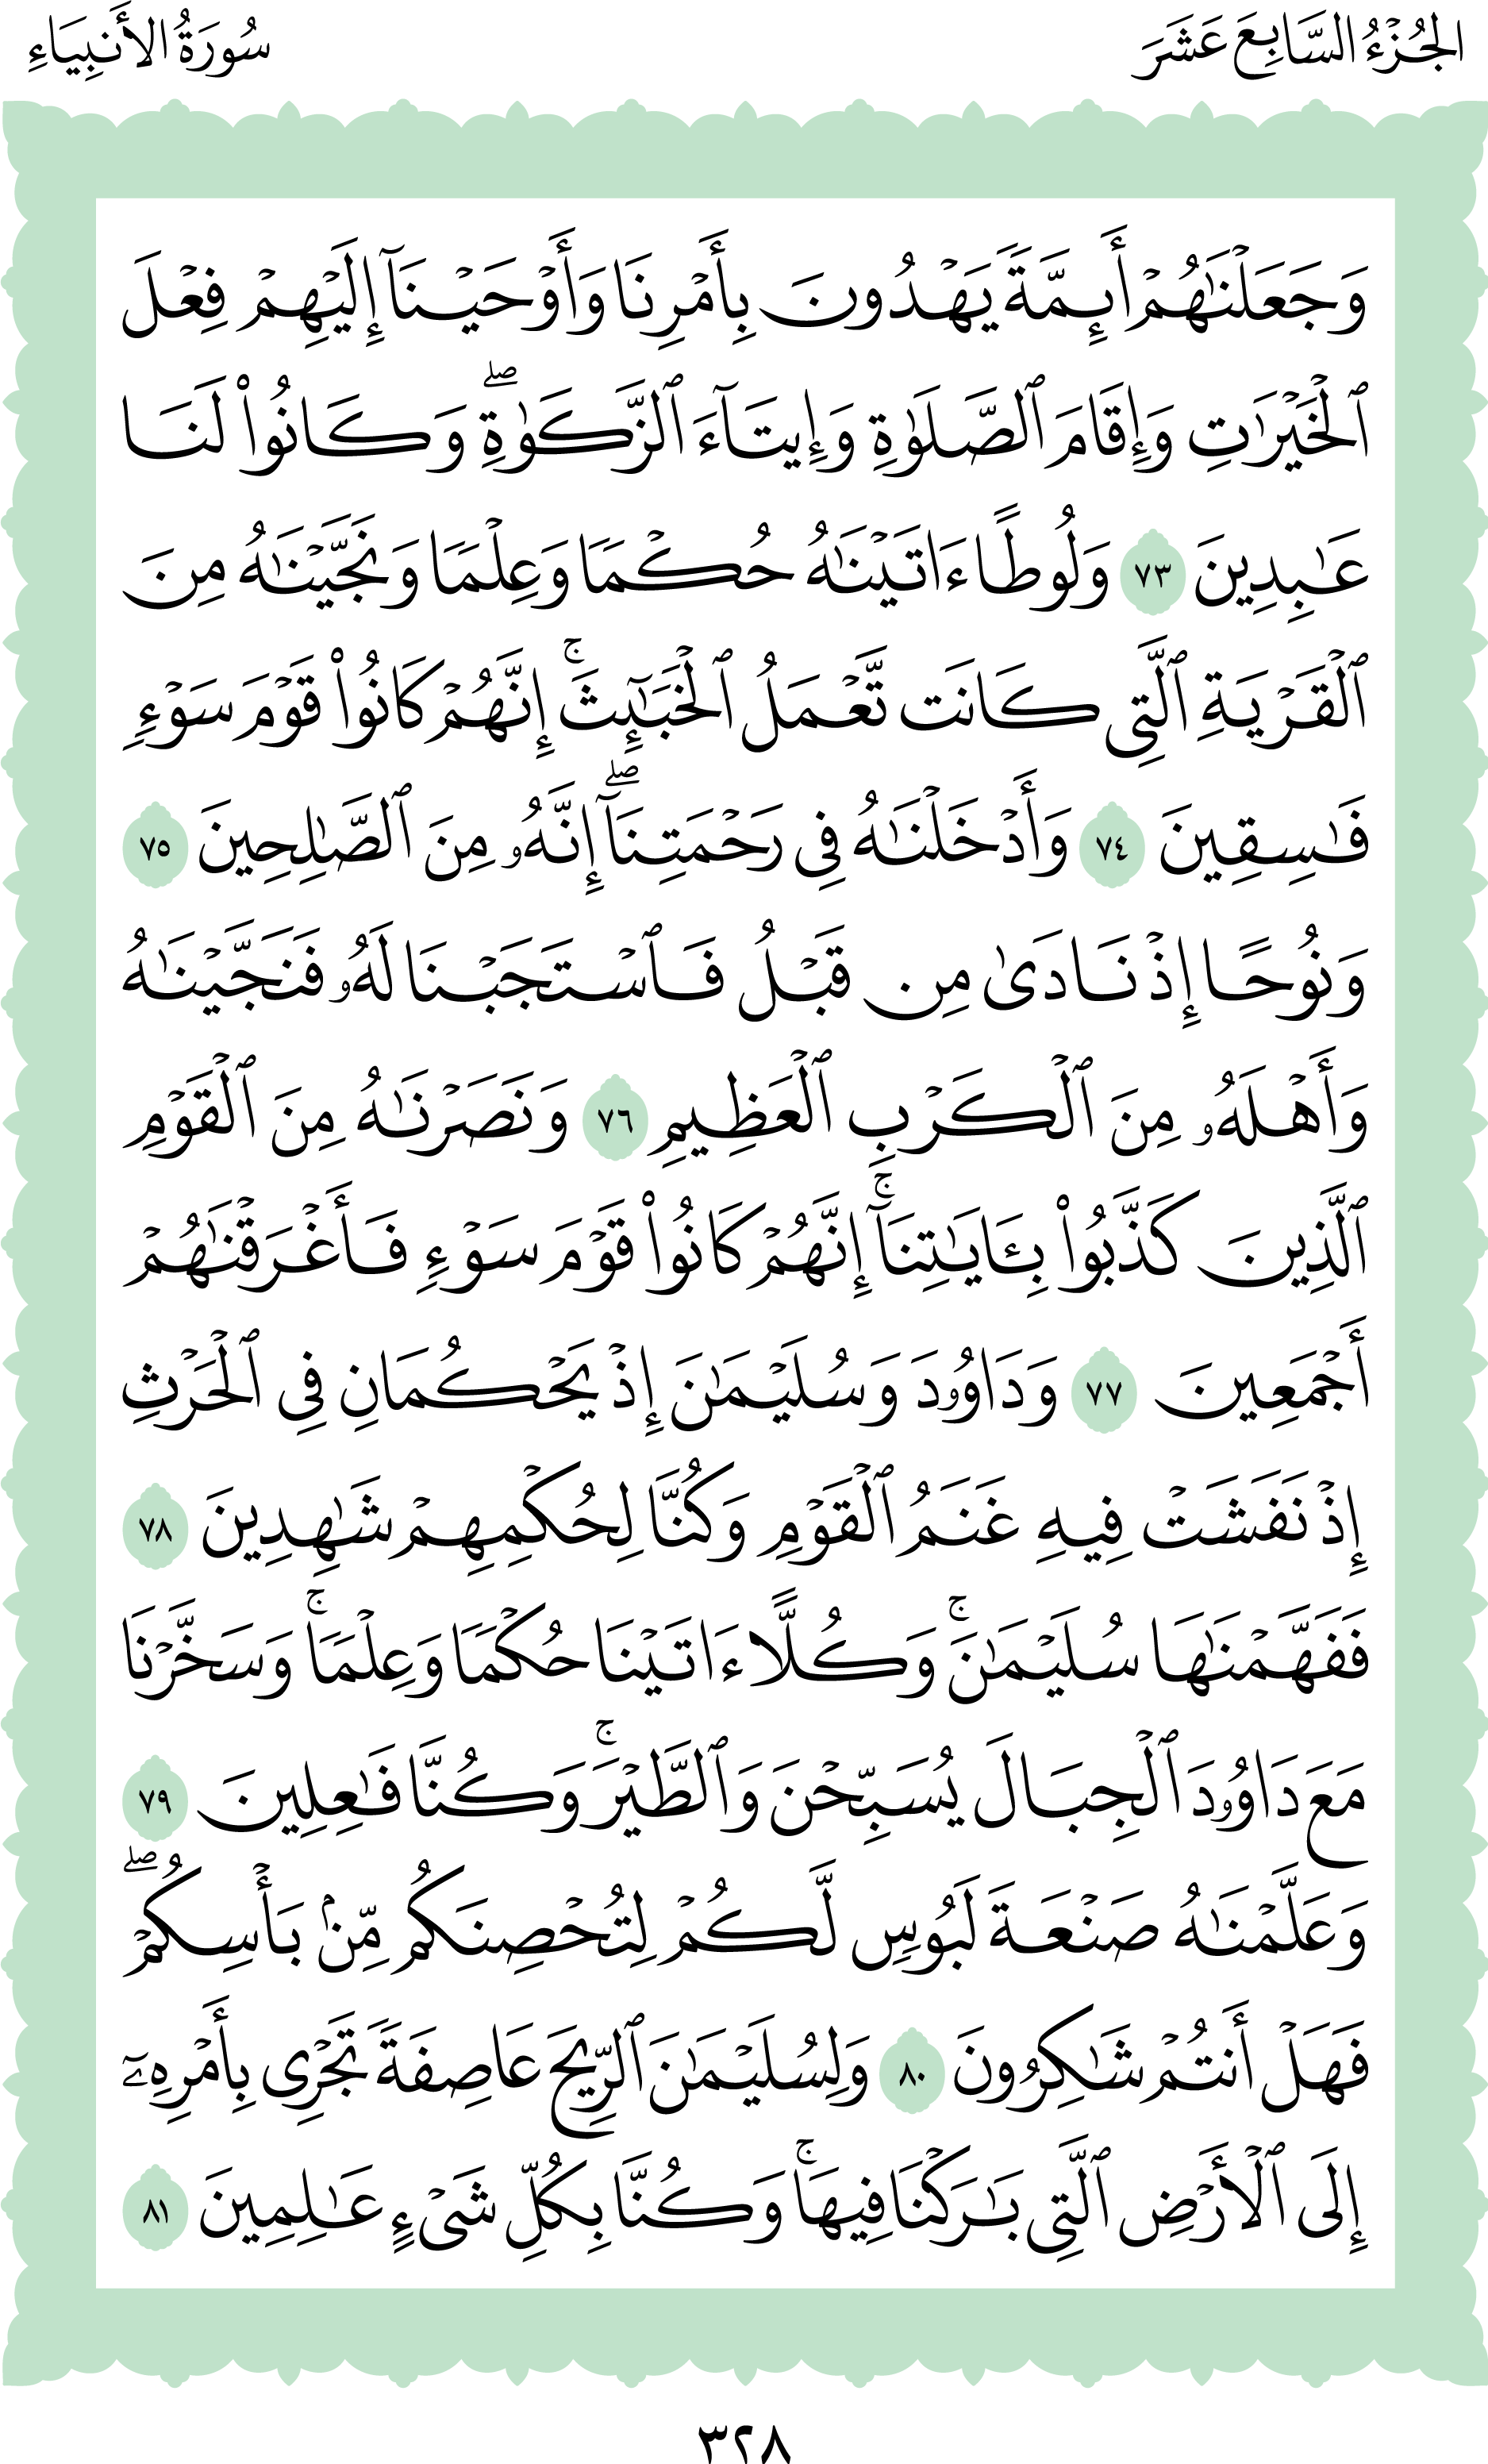 الجُزْءُ السَّابِعَ عَشَرَ
سُورَةُ الأَنبِيَاءِ
وَجَعَلۡنَٰهُمۡ أَئِمَّةٗ يَهۡدُونَ بِأَمۡرِنَا وَأَوۡحَيۡنَآ إِلَيۡهِمۡ فِعۡلَ
ٱلۡخَيۡرَٰتِ وَإِقَامَ ٱلصَّلَوٰةِ وَإِيتَآءَ ٱلزَّكَوٰةِۖ وَكَانُواْ لَنَا
عَٰبِدِينَ ٧٣ وَلُوطًا ءَاتَيۡنَٰهُ حُكۡمٗا وَعِلۡمٗا وَنَجَّيۡنَٰهُ مِنَ
ٱلۡقَرۡيَةِ ٱلَّتِي كَانَت تَّعۡمَلُ ٱلۡخَبَٰٓئِثَۚ إِنَّهُمۡ كَانُواْ قَوۡمَ سَوۡءٖ
فَٰسِقِينَ ٧٤ وَأَدۡخَلۡنَٰهُ فِي رَحۡمَتِنَآۖ إِنَّهُۥ مِنَ ٱلصَّٰلِحِينَ ٧٥
وَنُوحًا إِذۡ نَادَىٰ مِن قَبۡلُ فَٱسۡتَجَبۡنَا لَهُۥ فَنَجَّيۡنَٰهُ
وَأَهۡلَهُۥ مِنَ ٱلۡكَرۡبِ ٱلۡعَظِيمِ ٧٦ وَنَصَرۡنَٰهُ مِنَ ٱلۡقَوۡمِ
ٱلَّذِينَ كَذَّبُواْ بِـَٔايَٰتِنَآۚ إِنَّهُمۡ كَانُواْ قَوۡمَ سَوۡءٖ فَأَغۡرَقۡنَٰهُمۡ
أَجۡمَعِينَ ٧٧ وَدَاوُۥدَ وَسُلَيۡمَٰنَ إِذۡ يَحۡكُمَانِ فِي ٱلۡحَرۡثِ
إِذۡ نَفَشَتۡ فِيهِ غَنَمُ ٱلۡقَوۡمِ وَكُنَّا لِحُكۡمِهِمۡ شَٰهِدِينَ ٧٨
فَفَهَّمۡنَٰهَا سُلَيۡمَٰنَۚ وَكُلًّا ءَاتَيۡنَا حُكۡمٗا وَعِلۡمٗاۚ وَسَخَّرۡنَا
مَعَ دَاوُۥدَ ٱلۡجِبَالَ يُسَبِّحۡنَ وَٱلطَّيۡرَۚ وَكُنَّا فَٰعِلِينَ ٧٩
وَعَلَّمۡنَٰهُ صَنۡعَةَ لَبُوسٖ لَّكُمۡ لِتُحۡصِنَكُم مِّنۢ بَأۡسِكُمۡۖ
فَهَلۡ أَنتُمۡ شَٰكِرُونَ ٨٠ وَلِسُلَيۡمَٰنَ ٱلرِّيحَ عَاصِفَةٗ تَجۡرِي بِأَمۡرِهِۦٓ
إِلَى ٱلۡأَرۡضِ ٱلَّتِي بَٰرَكۡنَا فِيهَاۚ وَكُنَّا بِكُلِّ شَيۡءٍ عَٰلِمِينَ ٨١
٣٢٨